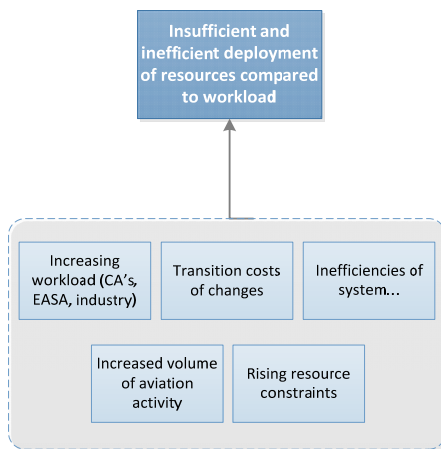 Insufficient and
inefficient deployment
of resources compared
to workload
Increasing
workload (CA's,
EASA, industry)
Transition costs
of changes
Inefficiencies of
system...
Increased volume
of aviation
activity
Rising resource
constraints